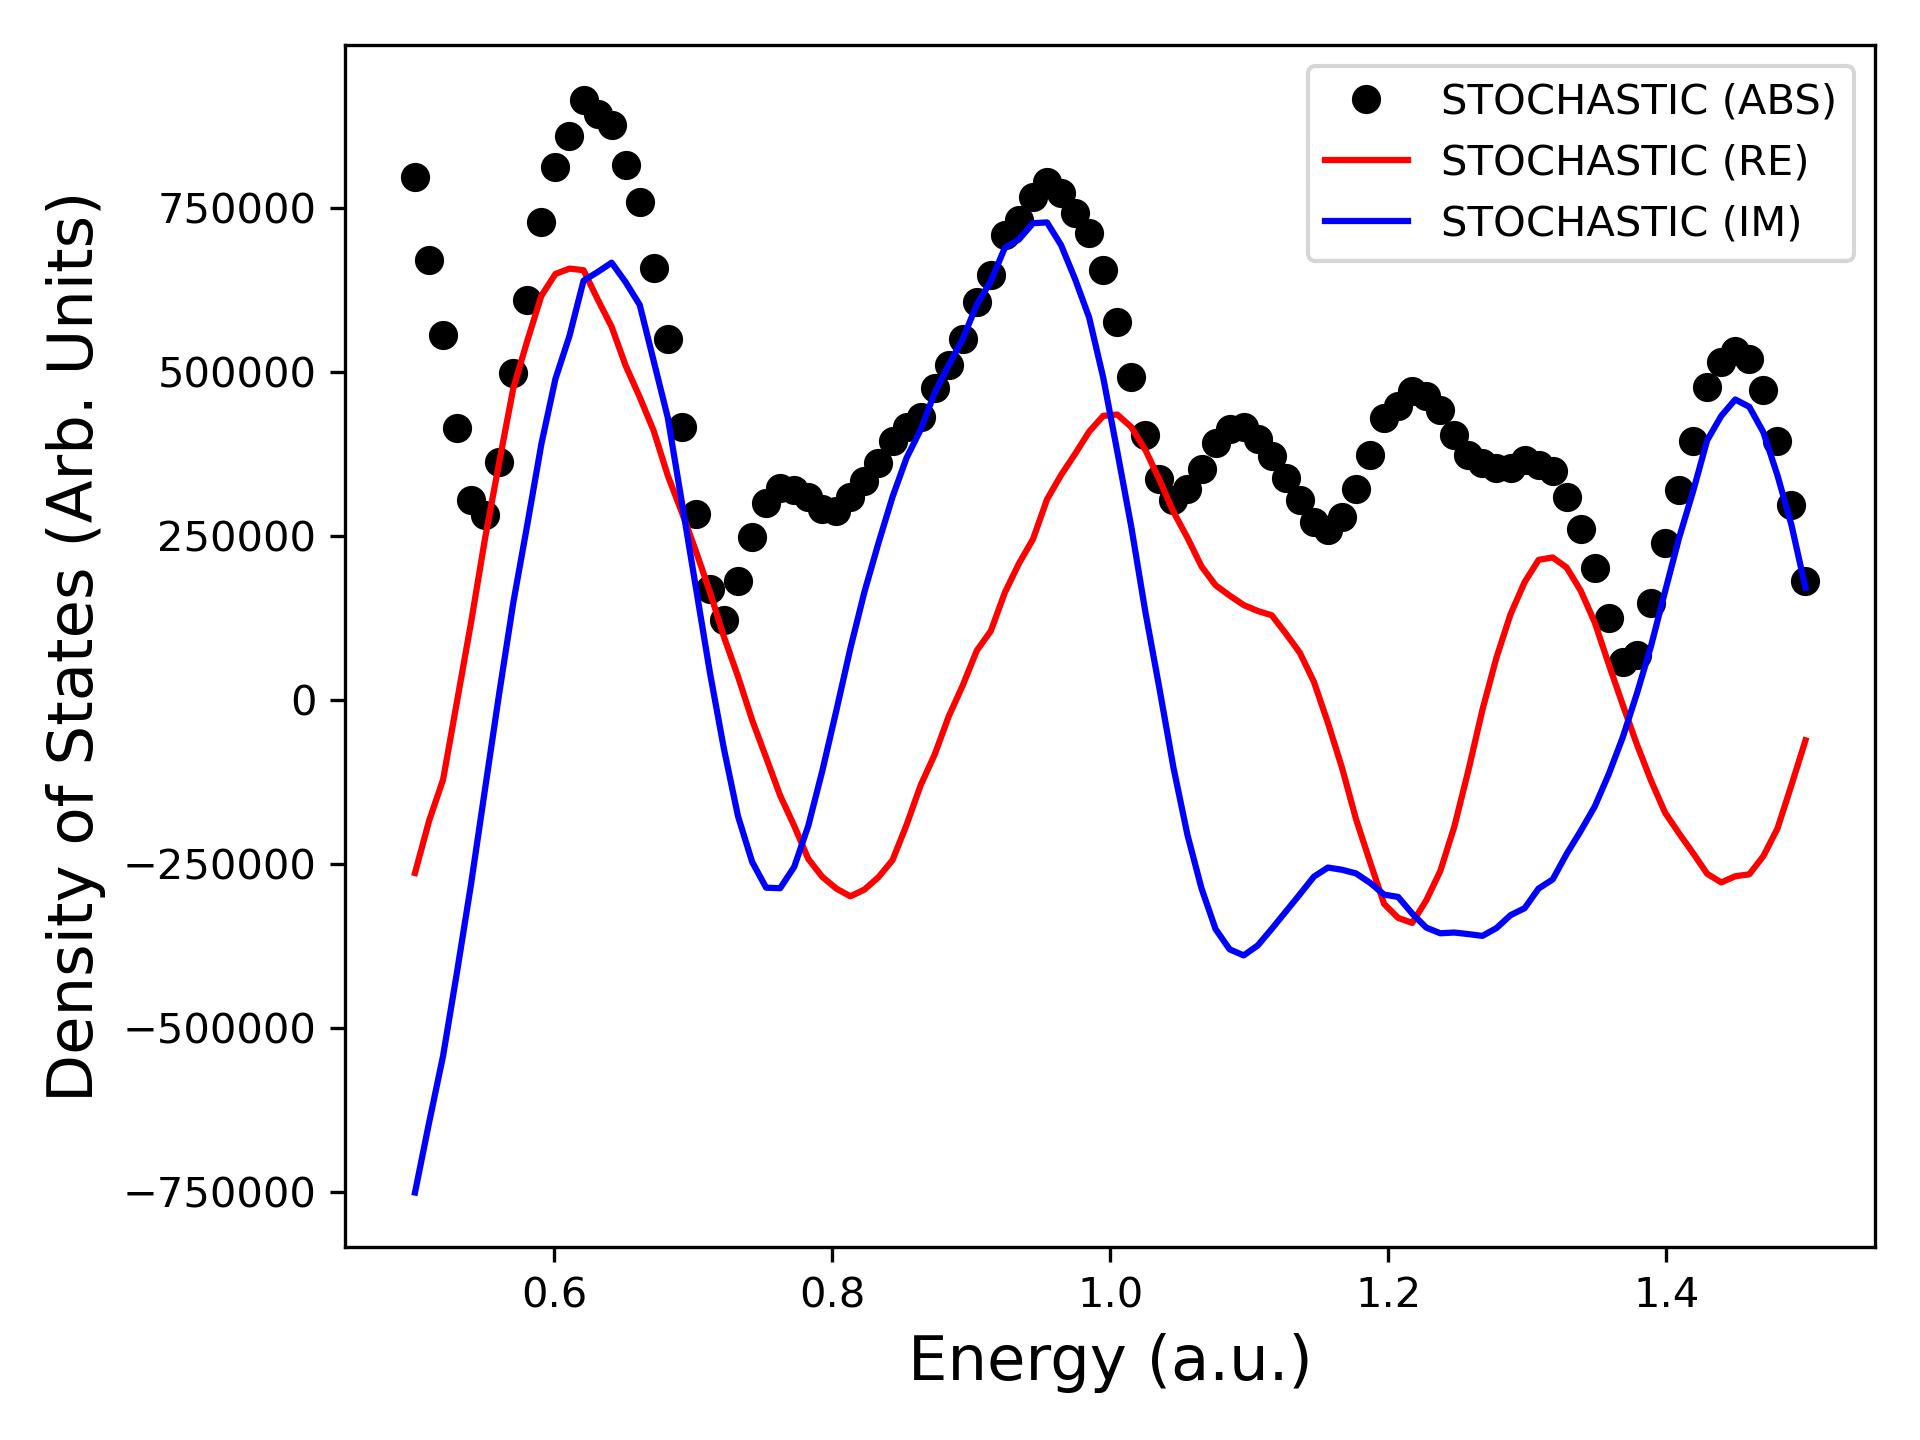 STOCHASTIC (ABS)
STOCHASTIC (RE)
STOCHASTIC (IM)
Density of States (Arb. Units)
750000
500000
250000
0
−250000
−500000
−750000
0.6 0.8 1.0 1.2 1.4
Energy (a.u.)